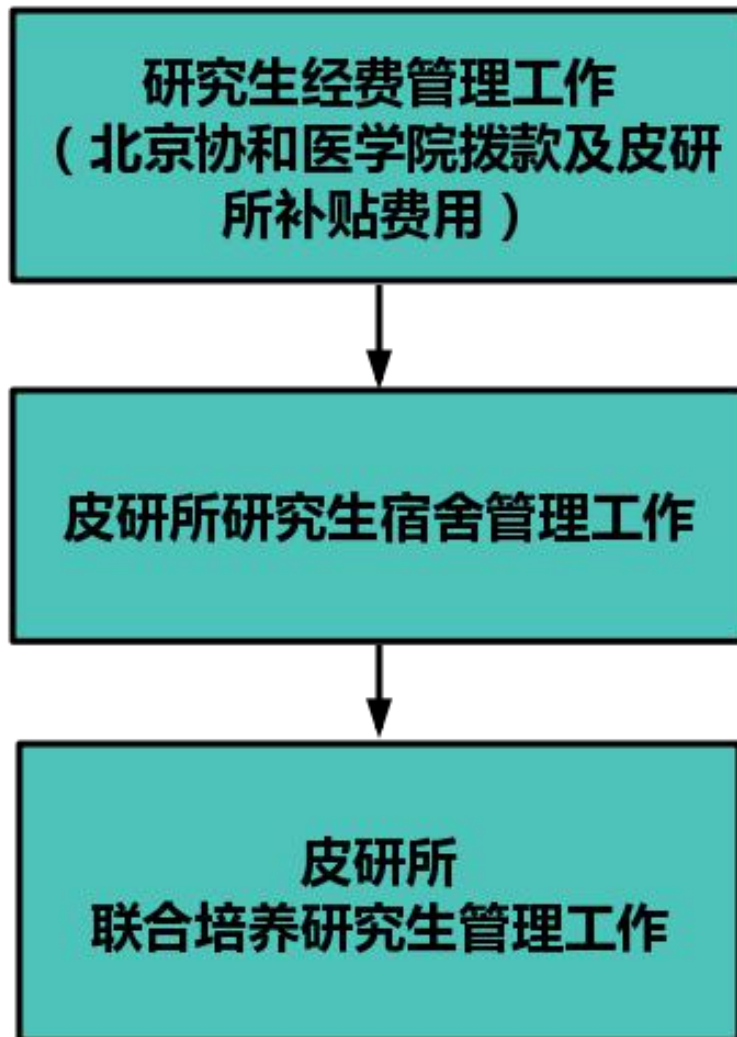 研究生经费管理工作
（北京协和医学院拨款及皮研
所补贴费用）
皮研所研究生宿舍管理工作
皮研所
联合培养研究生管理工作